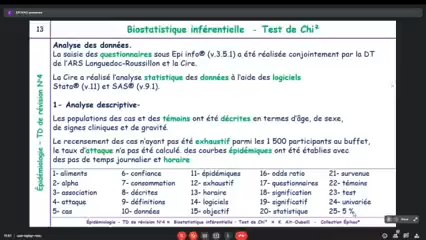 13
Biostatistique inférentielle - Test de Chi²
Épidémiologie - TD de révision N°4
Analyse des données.
La saisie des questionnaires sous Epi info® (v.3.5.1) a été réalisée conjointement par la DT
de l'ARS Languedoc-Roussillon et la Cire.
La Cire a réalisé l'analyse statistique des données à l'aide des logiciels
Stata® (v.11) et SAS® (v.9.1).
1- Analyse descriptive-
Les populations des cas et des témoins ont été décrites en termes d'âge, de sexe,
de signes cliniques et de gravité.
Le recensement des cas n'ayant pas été exhaustif parmi les 1 500 participants au buffet,
le taux d'attaque n'a pas été calculé. des courbes épidémiques ont été établies avec
des pas de temps journalier et horaire
1- aliments 6- confiance 11- épidémiques 16- odds ratio 21- survenue
2- alpha 7- consommation 12- exhaustif 17- questionnaires 22- témoins
3- association 8- décrites 13- horaire 18- signification 23- test
4- attaque 9- définitions 14- logiciels 19- significatif 24- univariée
5- cas 10- données 15- objectif 20- statistique 25- 5 %
Épidémiologie - TD de révision N°4 * Biostatistique inférentielle - Test de Chi² * K. Aït-Oubelli - Collection Épitou®